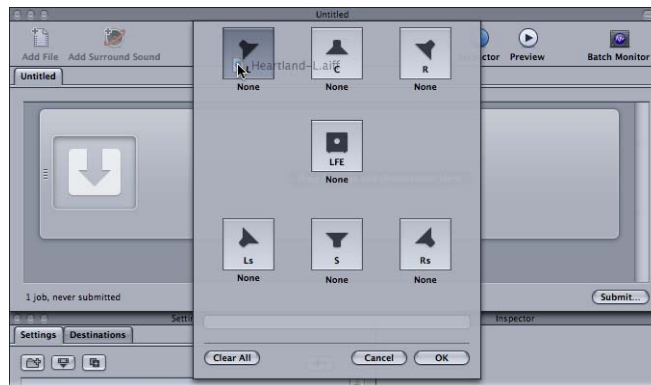 Untitled
Add File
Add Surround Sound
Preview
Batch Monitor
Untitled
L
Heartland-L.aiff
C
R
None
None
None
LFE
None
Ls
S
Rs
None
None
None
1 job, never submitted
Submit...
Inspector
Settings
Destinations
Clear All
Cancel
OK